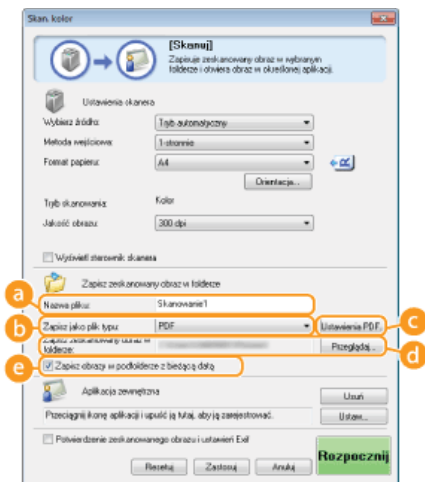 Skan. kolor
[Skanuj]
Zapisuje zeskanowany obraz w wybranym
folderze i otwiera obraz w określonej aplikacji.
Ustawienia skanera
Wybierz źródło: Tryb automatyczny
Metoda wejściowa: 1-stronnie
Format papieru: A4
Orientacja...
Tryb skanowania: Kolor
Jakość obrazu: 300 dpi
Wyświetl sterownik skanera
Zapisz zeskanowany obraz w folderze
a
Nazwa pliku: Skanowanie1
b Zapisz jako plik typu: PDF Ustawienia PDF. c
Zapisz zeskanowany obraz w
folderze: Przeglądaj... d
e Zapisz obrazy w podfolderze z bieżącą datą
Aplikacja zewnętrzna Usuń
Przeciągnij ikonę aplikacji i upuść ją tutaj, aby ją zarejestrować. Ustaw...
Potwierdzenie zeskanowanego obrazu i ustawień Exif
Resetuj Zastosuj Anuluj Rozpocznij